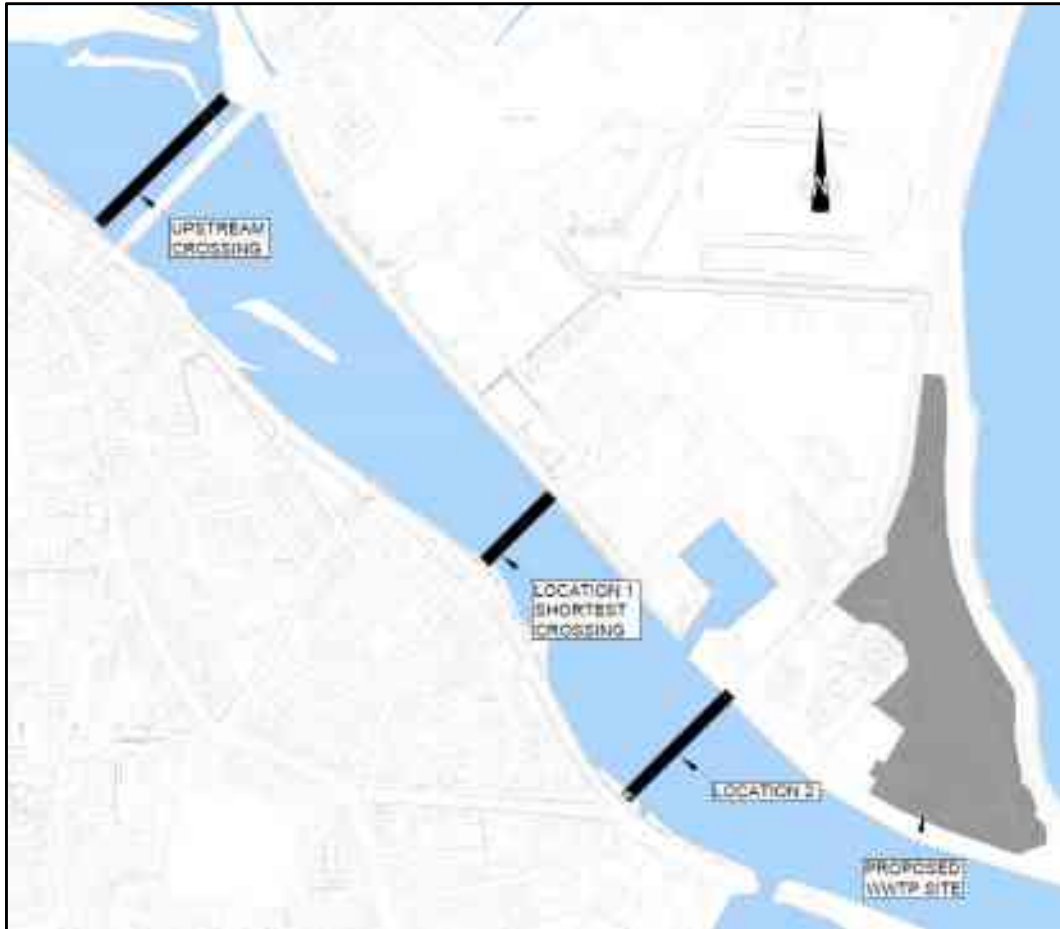 N
UPSTREAM
CROSSING
LOCATION 1
SHORTEST
CROSSING
LOCATION 2
PROPOSED
WWTP SITE